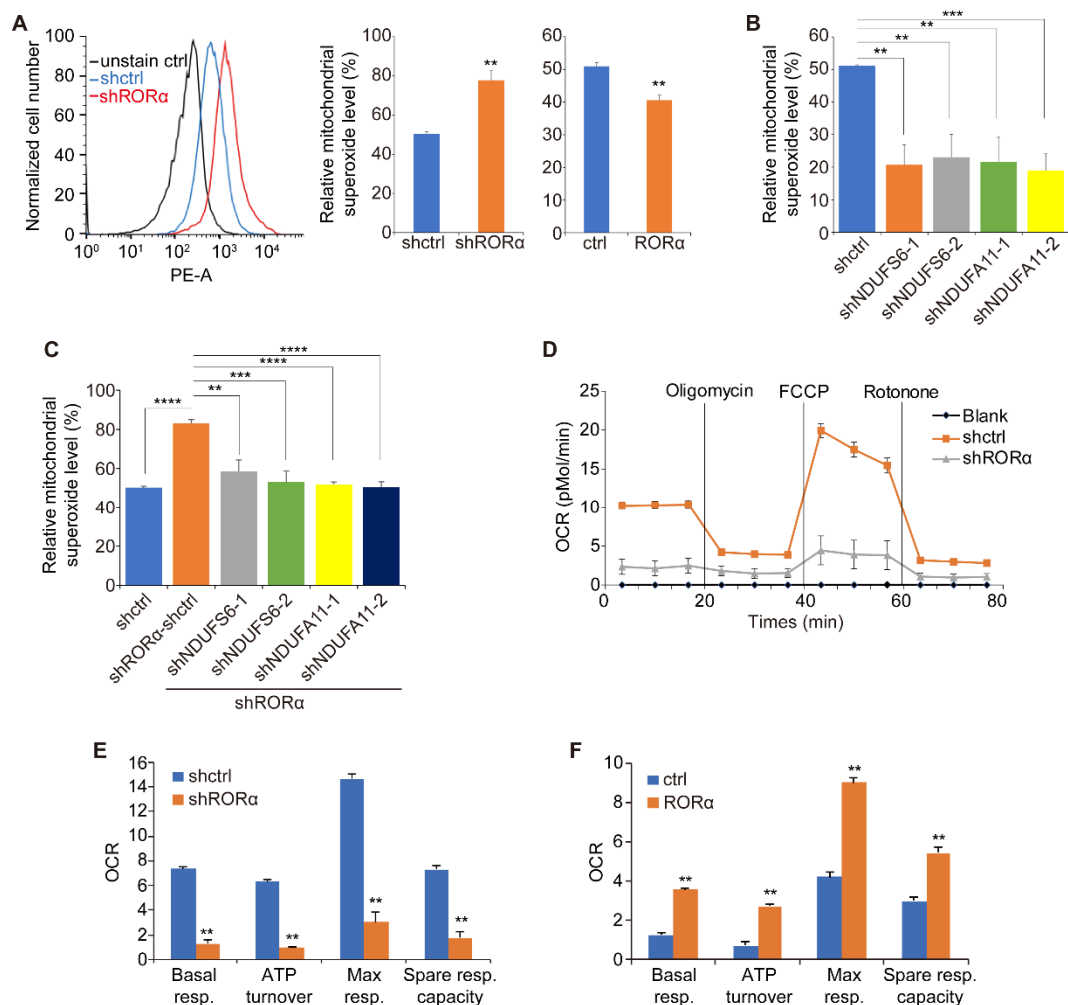 A
Normalized cell number
100
80
60
40
20
0
10⁰
10¹
10²
10³
10⁴
PE-A
unstain ctrl
shctrl
shRORα
Relative mitochondrial
superoxide level (%)
100
80
60
40
20
0
**
shctrl
shRORα
Relative mitochondrial
superoxide level (%)
60
50
40
30
20
10
0
**
ctrl
RORα
B
Relative mitochondrial
superoxide level (%)
60
50
40
30
20
10
0
***
**
**
**
shctrl
shNDUFS6-1
shNDUFS6-2
shNDUFA11-1
shNDUFA11-2
C
Relative mitochondrial
superoxide level (%)
100
80
60
40
20
0
****
****
***
**
****
shctrl
shRORα-shctrl
shNDUFS6-1
shNDUFS6-2
shNDUFA11-1
shNDUFA11-2
shRORα
D
OCR (pMol/min)
25
20
15
10
5
0
0
20
40
60
80
Times (min)
Oligomycin
FCCP
Rotonone
Blank
shctrl
shRORα
E
OCR
16
14
12
10
8
6
4
2
0
shctrl
shRORα
**
**
**
**
Basal
resp.
ATP
turnover
Max
resp.
Spare resp.
capacity
F
OCR
10
8
6
4
2
0
ctrl
RORα
**
**
**
**
Basal
resp.
ATP
turnover
Max
resp.
Spare resp.
capacity